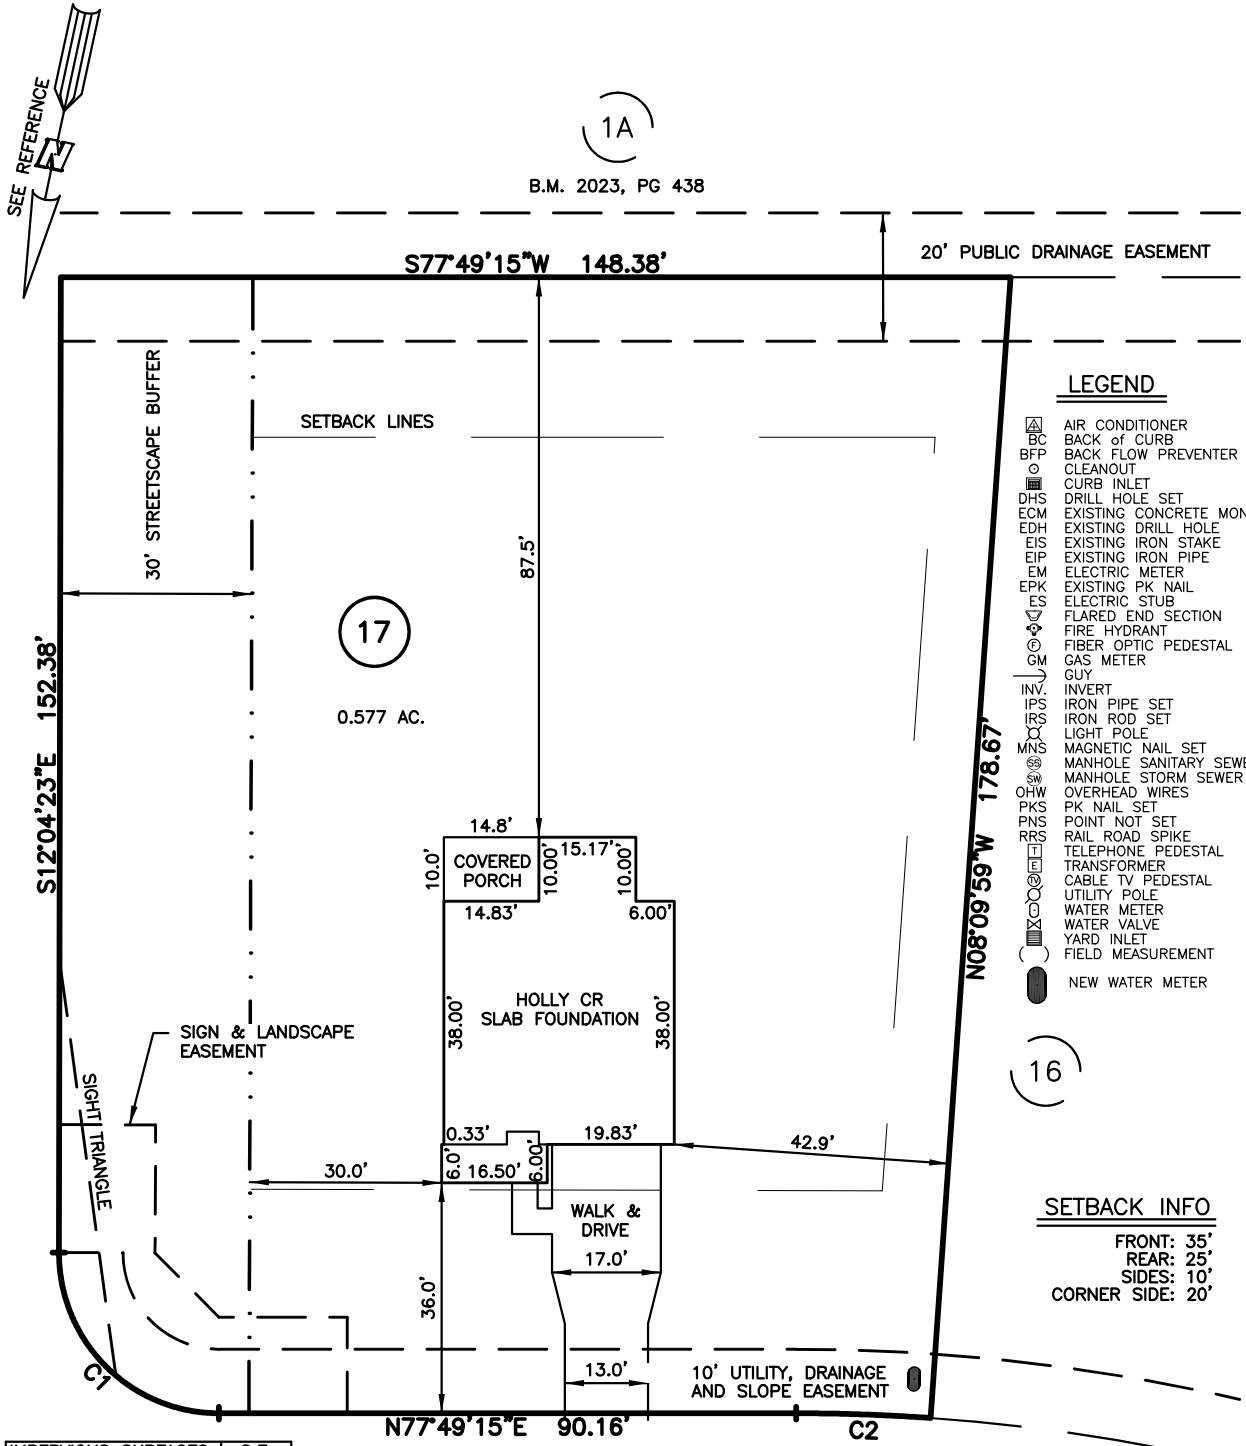 SEE REFERENCE
N
1A
B.M. 2023, PG 438
20' PUBLIC DRAINAGE EASEMENT
S77°49'15"W 148.38'
30' STREETSCAPE BUFFER
SETBACK LINES
87.5'
17
0.577 AC.
S12°04'23"E 152.38'
N08°09'59"W 178.67'
LEGEND
AIR CONDITIONER
BC BACK of CURB
BFP BACK FLOW PREVENTER
CLEANOUT
CURB INLET
DHS DRILL HOLE SET
ECM EXISTING CONCRETE MON
EDH EXISTING DRILL HOLE
EIS EXISTING IRON STAKE
EIP EXISTING IRON PIPE
EM ELECTRIC METER
EPK EXISTING PK NAIL
ES ELECTRIC STUB
FLARED END SECTION
FIRE HYDRANT
F FIBER OPTIC PEDESTAL
GM GAS METER
GUY
INV. INVERT
IPS IRON PIPE SET
IRS IRON ROD SET
LIGHT POLE
MNS MAGNETIC NAIL SET
SS MANHOLE SANITARY SEWE
SW MANHOLE STORM SEWER
OHW OVERHEAD WIRES
PKS PK NAIL SET
PNS POINT NOT SET
RRS RAIL ROAD SPIKE
T TELEPHONE PEDESTAL
E TRANSFORMER
TV CABLE TV PEDESTAL
UTILITY POLE
WATER METER
WATER VALVE
YARD INLET
( ) FIELD MEASUREMENT
NEW WATER METER
14.8'
10.0'
COVERED
PORCH
10.00'
15.17'
10.00'
14.83'
6.00'
HOLLY CR
SLAB FOUNDATION
38.00'
38.00'
SIGN & LANDSCAPE
EASEMENT
SIGHT TRIANGLE
16
0.33'
19.83'
6.0'
16.50'
6.00'
30.0'
42.9'
WALK &
DRIVE
17.0'
36.0'
13.0'
SETBACK INFO
FRONT: 35'
REAR: 25'
SIDES: 10'
CORNER SIDE: 20'
10' UTILITY, DRAINAGE
AND SLOPE EASEMENT
C1
N77°49'15"E 90.16'
C2
IMPERVIOUS SURFACES S.F.